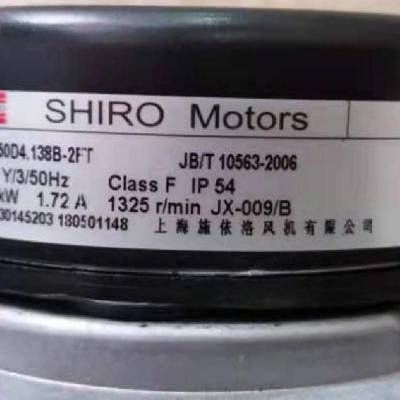 SHIRO Motors
50D4.138B-2FT JB/T 10563-2006
Y/3/50Hz Class F IP 54
kW 1.72 A 1325 r/min JX-009/B
30145203 180501148 上海施依洛风机有限公司